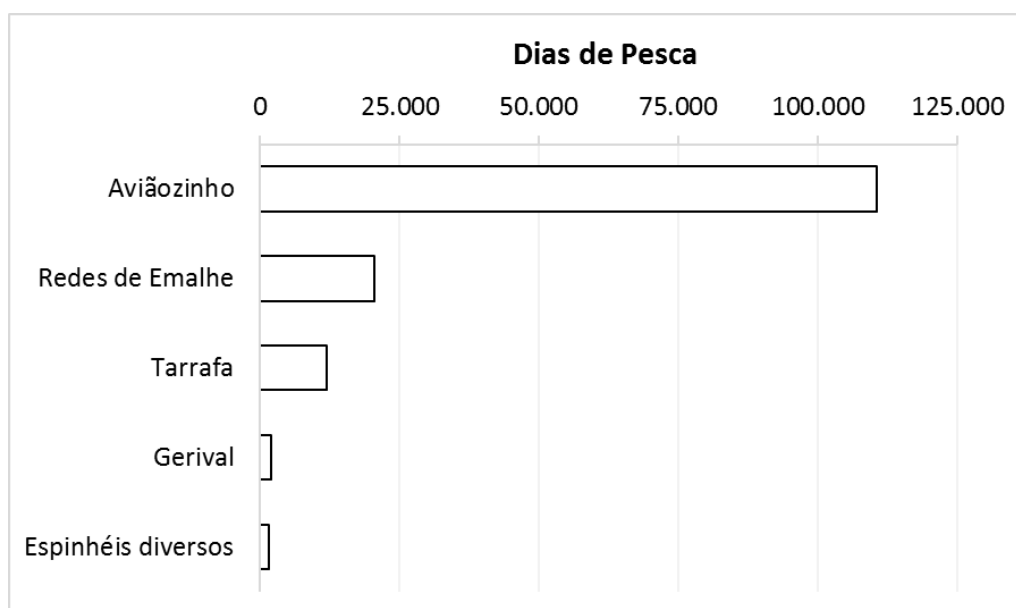 Dias de Pesca
0 25.000 50.000 75.000 100.000 125.000
Aviãozinho
Redes de Emalhe
Tarrafa
Gerival
Espinhéis diversos